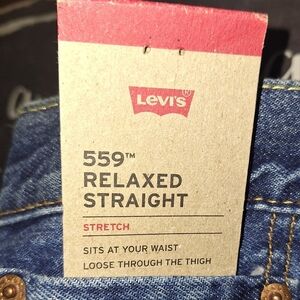 LEVI'S
559™
RELAXED
STRAIGHT
STRETCH
SITS AT YOUR WAIST
LOOSE THROUGH THE THIGH